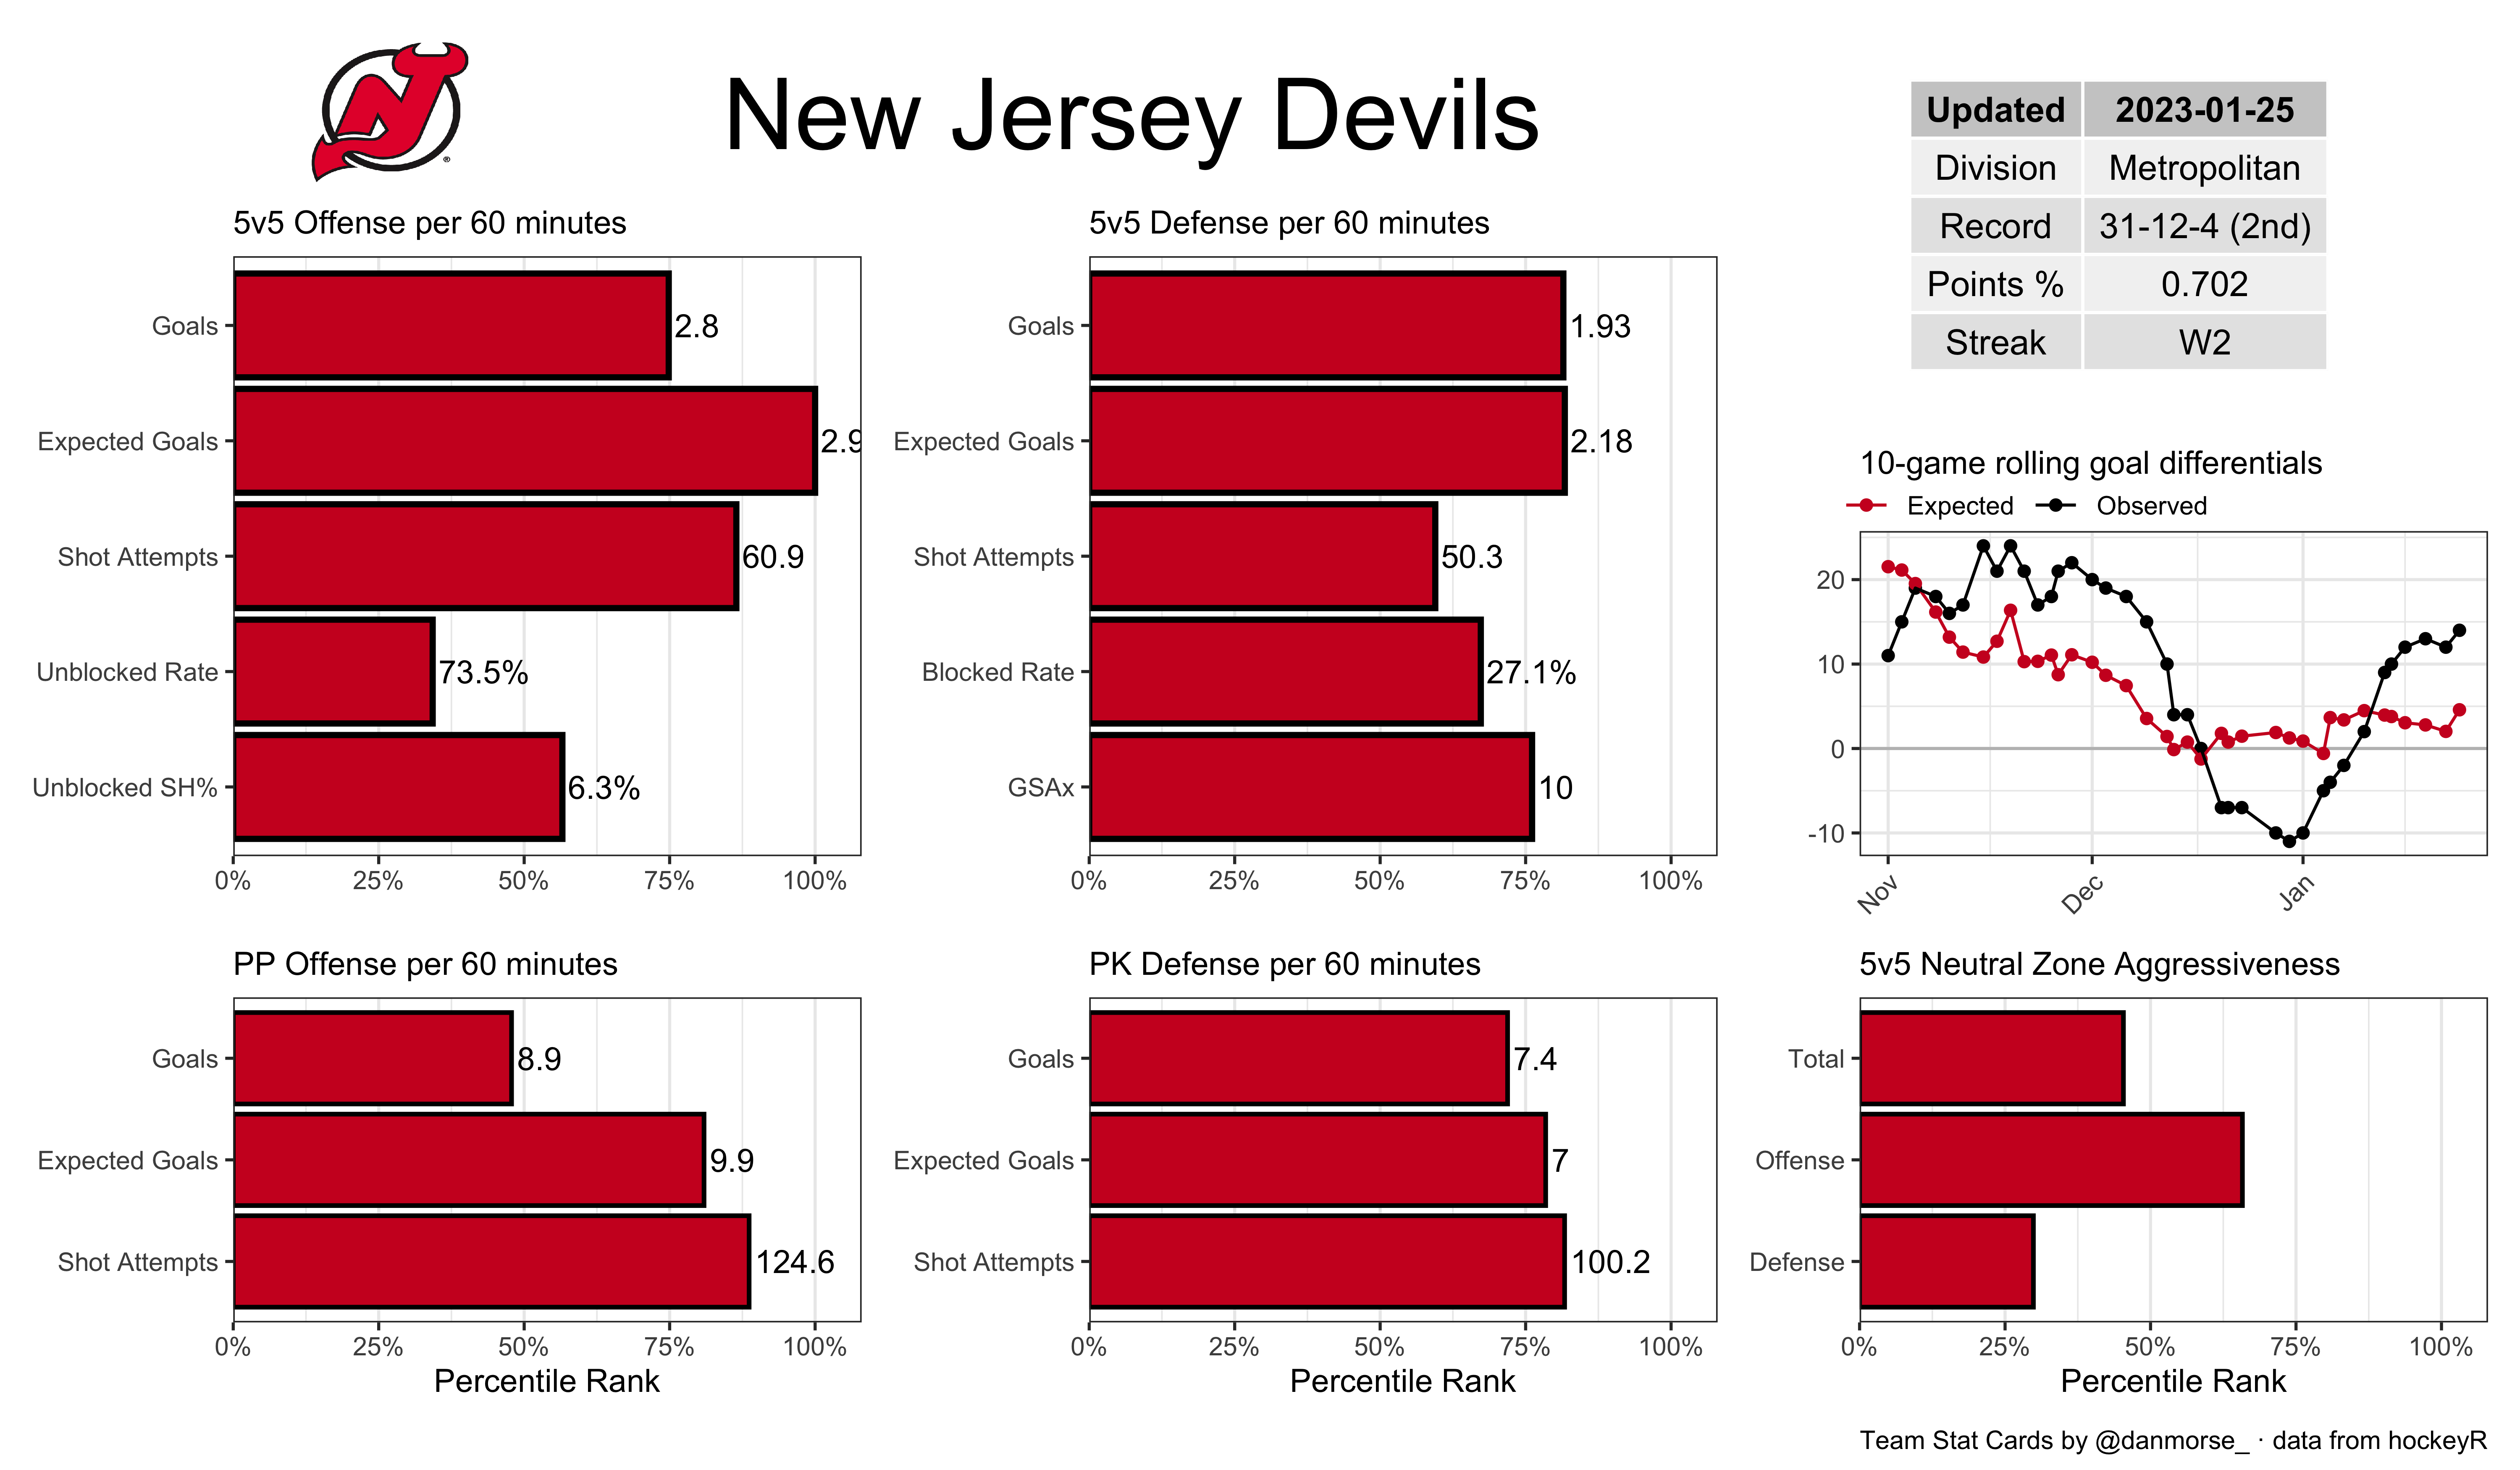 New Jersey Devils
Updated 2023-01-25
Division Metropolitan
Record 31-12-4 (2nd)
Points % 0.702
Streak W2
5v5 Offense per 60 minutes
Goals 2.8
Expected Goals 2.9
Shot Attempts 60.9
Unblocked Rate 73.5%
Unblocked SH% 6.3%
0% 25% 50% 75% 100%
5v5 Defense per 60 minutes
Goals 1.93
Expected Goals 2.18
Shot Attempts 50.3
Blocked Rate 27.1%
GSAx 10
0% 25% 50% 75% 100%
10-game rolling goal differentials
Expected Observed
20
10
0
-10
Nov Dec Jan
PP Offense per 60 minutes
Goals 8.9
Expected Goals 9.9
Shot Attempts 124.6
0% 25% 50% 75% 100%
Percentile Rank
PK Defense per 60 minutes
Goals 7.4
Expected Goals 7
Shot Attempts 100.2
0% 25% 50% 75% 100%
Percentile Rank
5v5 Neutral Zone Aggressiveness
Total
Offense
Defense
0% 25% 50% 75% 100%
Percentile Rank
Team Stat Cards by @danmorse_ · data from hockeyR